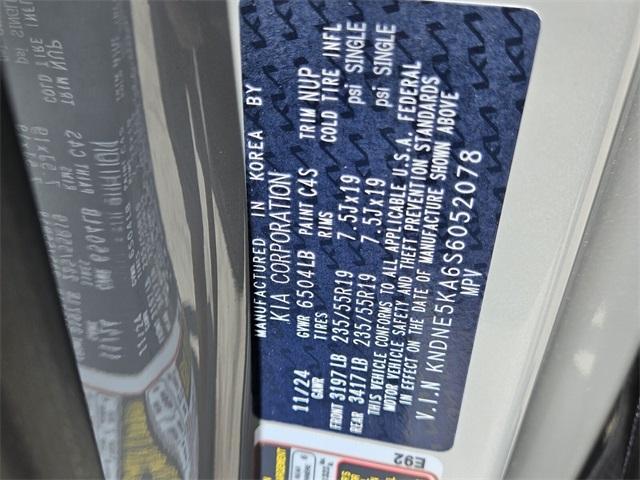 MANUFACTURED IN KOREA BY
KIA CORPORATION
11/24 GVWR 6504LB PAINT C4S TRIM NUP
GAWR TIRES RIMS COLD TIRE INFL
FRONT 3197LB 235/55R19 7.5Jx19 psi SINGLE
REAR 3417LB 235/55R19 7.5Jx19 psi SINGLE
THIS VEHICLE CONFORMS TO ALL APPLICABLE U.S.A. FEDERAL
MOTOR VEHICLE SAFETY AND THEFT PREVENTION STANDARDS
IN EFFECT ON THE DATE OF MANUFACTURE SHOWN ABOVE
V.I.N KNDNE5KA6S6052078
MPV